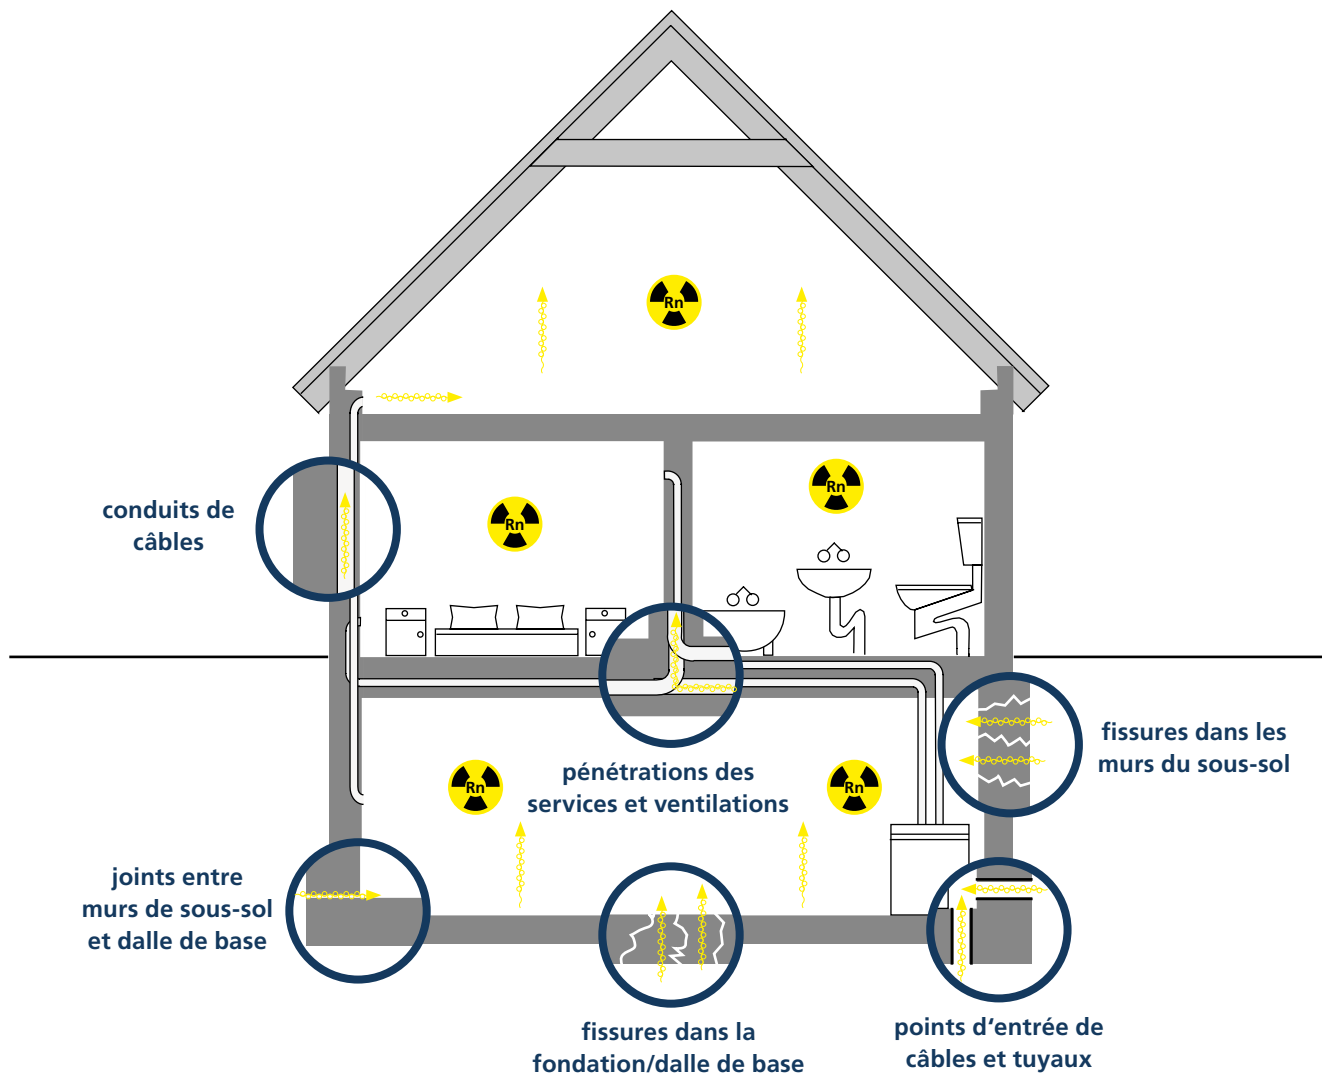 Rn
Rn
Rn
conduits de
câbles
fissures dans les
murs du sous-sol
pénétrations des
services et ventilations
Rn
Rn
joints entre
murs de sous-sol
et dalle de base
fissures dans la
fondation/dalle de base
points d‘entrée de
câbles et tuyaux